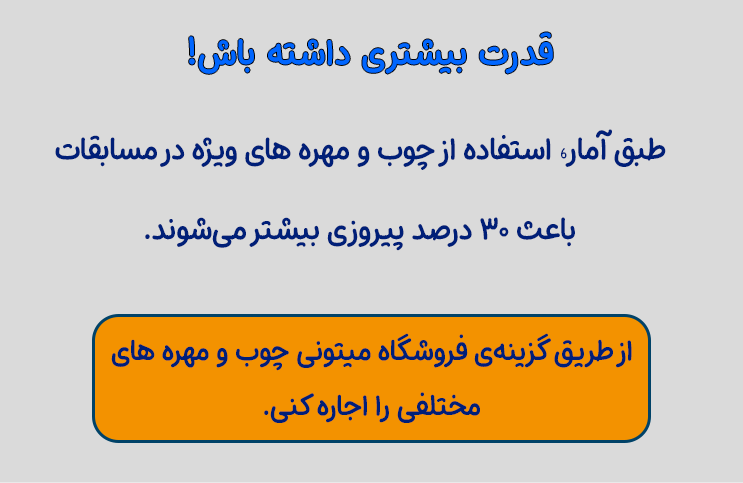 قدرت بیشتری داشته باش!
طبق آمار، استفاده از چوب و مهره های ویژه در مسابقات
باعث ۳۰ درصد پیروزی بیشتر می‌شوند.
از طریق گزینه‌ی فروشگاه میتونی چوب و مهره های
مختلفی را اجاره کنی.